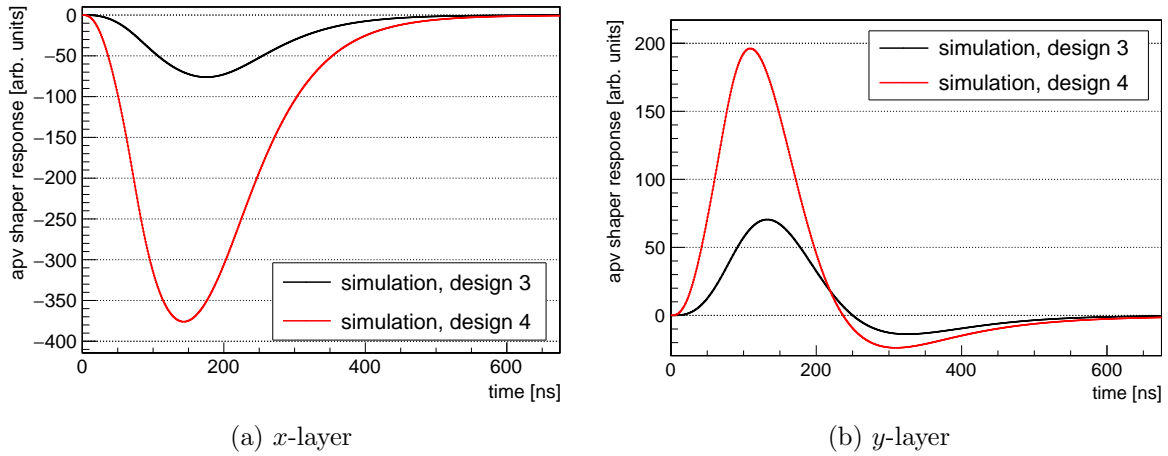 apv shaper response [arb. units]
0
−50
−100
−150
−200
−250
−300
−350
−400
simulation, design 3
simulation, design 4
0 200 400 600
time [ns]
(a) x-layer
apv shaper response [arb. units]
200
150
100
50
0
simulation, design 3
simulation, design 4
0 200 400 600
time [ns]
(b) y-layer